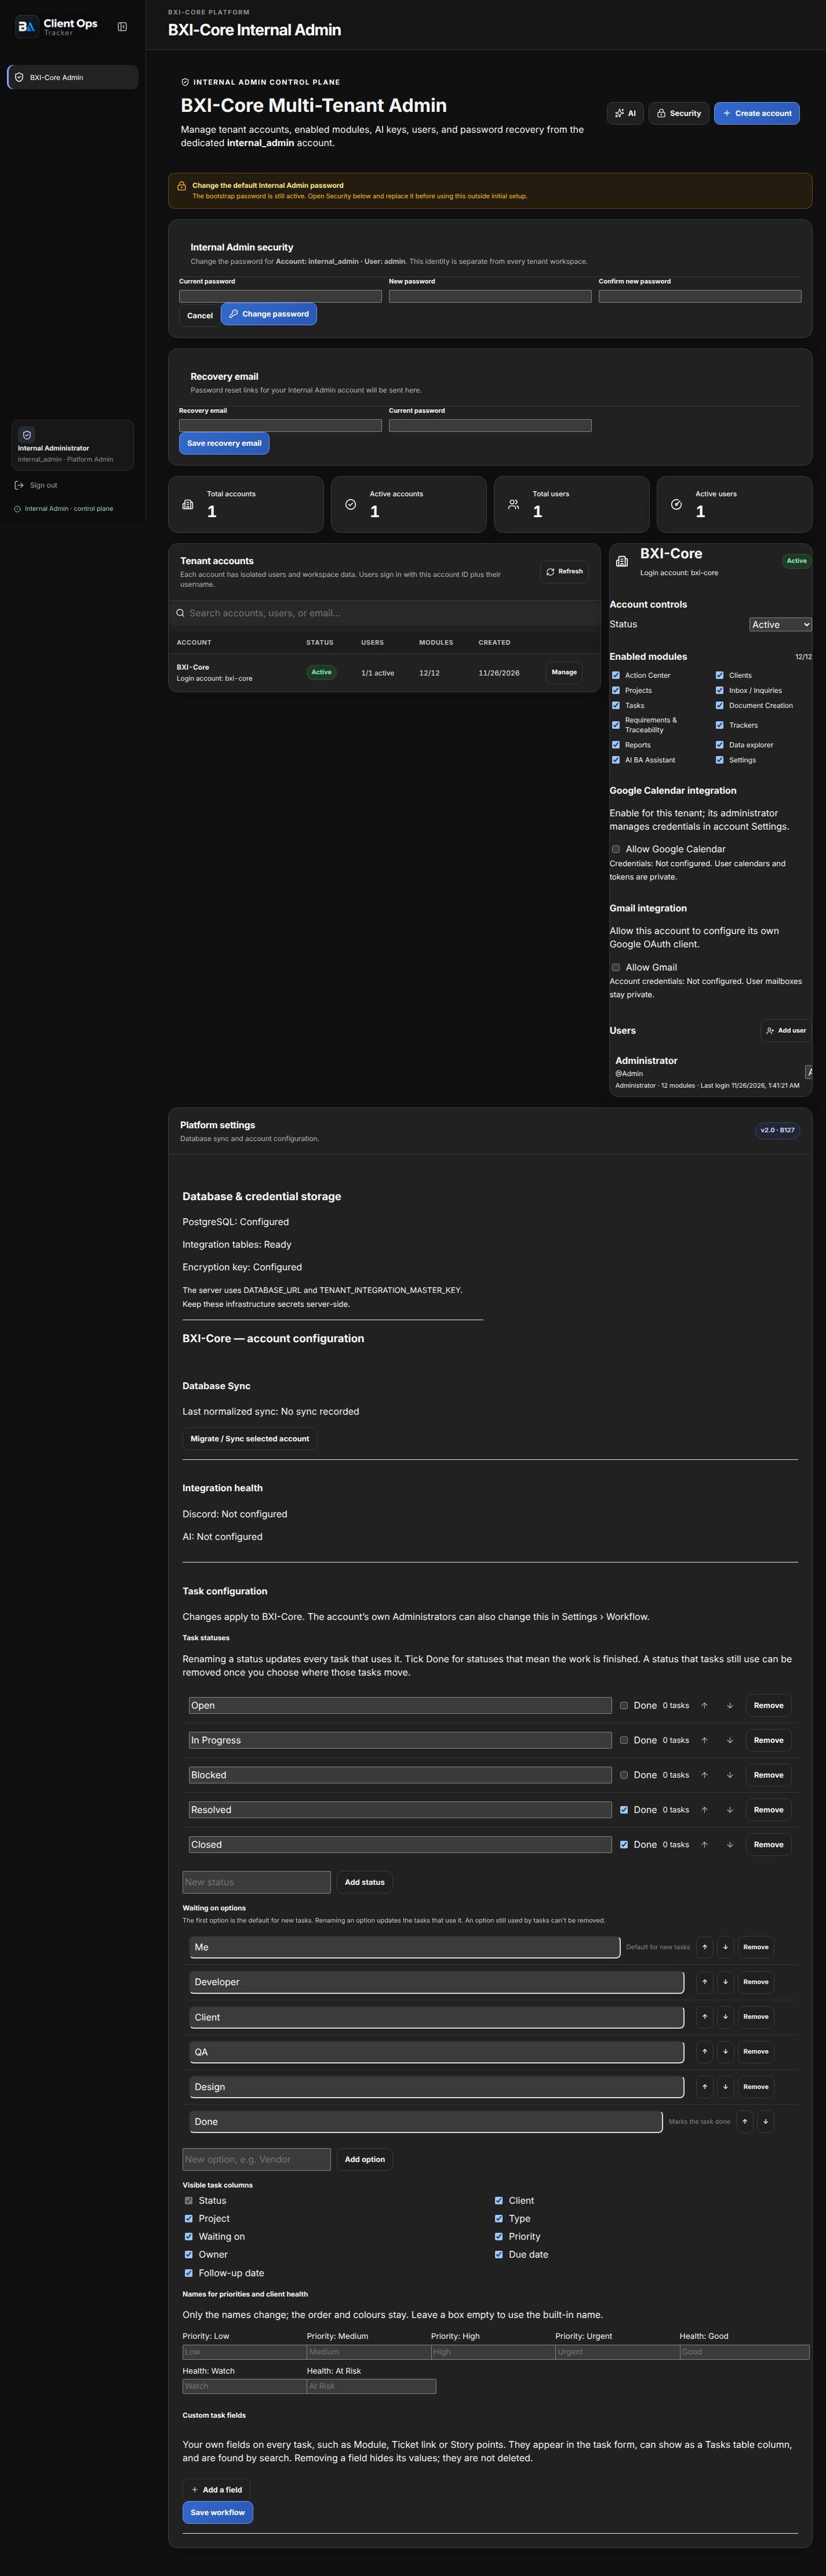 Client Ops
Tracker
BXI-Core Admin
Internal Administrator
internal_admin · Platform Admin
Sign out
Internal Admin · control plane
BXI-CORE PLATFORM
BXI-Core Internal Admin
INTERNAL ADMIN CONTROL PLANE
BXI-Core Multi-Tenant Admin
Manage tenant accounts, enabled modules, AI keys, users, and password recovery from the
dedicated internal_admin account.
AI
Security
Create account
Change the default Internal Admin password
The bootstrap password is still active. Open Security below and replace it before using this outside initial setup.
Internal Admin security
Change the password for Account: internal_admin · User: admin. This identity is separate from every tenant workspace.
Current password
New password
Confirm new password
Cancel
Change password
Recovery email
Password reset links for your Internal Admin account will be sent here.
Recovery email
Current password
Save recovery email
Total accounts
1
Active accounts
1
Total users
1
Active users
1
Tenant accounts
Each account has isolated users and workspace data. Users sign in with this account ID plus their
username.
Refresh
Search accounts, users, or email...
ACCOUNT STATUS USERS MODULES CREATED
BXI-Core
Login account: bxi-core
Active
1/1 active
12/12
11/26/2026
Manage
BXI-Core
Login account: bxi-core
Active
Account controls
Status
Active
Enabled modules
12/12
Action Center
Clients
Projects
Inbox / Inquiries
Tasks
Document Creation
Requirements &
Traceability
Trackers
Reports
Data explorer
AI BA Assistant
Settings
Google Calendar integration
Enable for this tenant; its administrator
manages credentials in account Settings.
Allow Google Calendar
Credentials: Not configured. User calendars and
tokens are private.
Gmail integration
Allow this account to configure its own
Google OAuth client.
Allow Gmail
Account credentials: Not configured. User mailboxes
stay private.
Users
Add user
Administrator
@Admin
Administrator · 12 modules · Last login 11/26/2026, 1:41:21 AM
Platform settings
Database sync and account configuration.
v2.0 · B127
Database & credential storage
PostgreSQL: Configured
Integration tables: Ready
Encryption key: Configured
The server uses DATABASE_URL and TENANT_INTEGRATION_MASTER_KEY.
Keep these infrastructure secrets server-side.
BXI-Core — account configuration
Database Sync
Last normalized sync: No sync recorded
Migrate / Sync selected account
Integration health
Discord: Not configured
AI: Not configured
Task configuration
Changes apply to BXI-Core. The account’s own Administrators can also change this in Settings › Workflow.
Task statuses
Renaming a status updates every task that uses it. Tick Done for statuses that mean the work is finished. A status that tasks still use can be
removed once you choose where those tasks move.
Open Done 0 tasks ↑ ↓ Remove
In Progress Done 0 tasks ↑ ↓ Remove
Blocked Done 0 tasks ↑ ↓ Remove
Resolved Done 0 tasks ↑ ↓ Remove
Closed Done 0 tasks ↑ ↓ Remove
New status
Add status
Waiting on options
The first option is the default for new tasks. Renaming an option updates the tasks that use it. An option still used by tasks can’t be removed.
Me Default for new tasks ↑ ↓ Remove
Developer ↑ ↓ Remove
Client ↑ ↓ Remove
QA ↑ ↓ Remove
Design ↑ ↓ Remove
Done Marks the task done ↑ ↓
New option, e.g. Vendor
Add option
Visible task columns
Status
Client
Project
Type
Waiting on
Priority
Owner
Due date
Follow-up date
Names for priorities and client health
Only the names change; the order and colours stay. Leave a box empty to use the built-in name.
Priority: Low Priority: Medium Priority: High Priority: Urgent Health: Good
Low Medium High Urgent Good
Health: Watch Health: At Risk
Watch At Risk
Custom task fields
Your own fields on every task, such as Module, Ticket link or Story points. They appear in the task form, can show as a Tasks table column,
and are found by search. Removing a field hides its values; they are not deleted.
Add a field
Save workflow